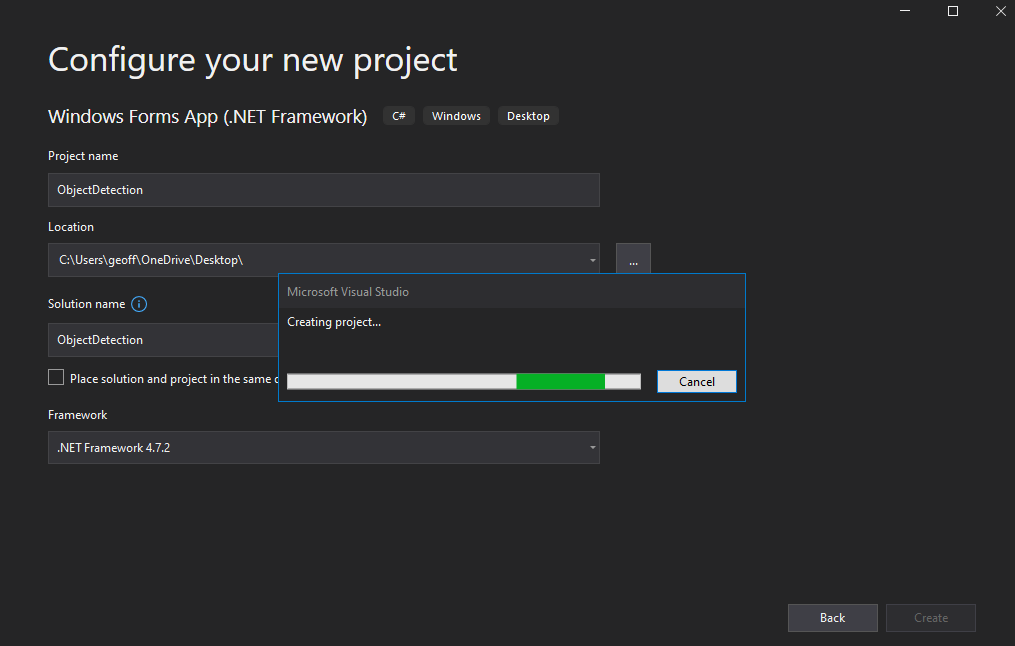 Configure your new project
Windows Forms App (.NET Framework) C# Windows Desktop
Project name
ObjectDetection
Location
C:\Users\geoff\OneDrive\Desktop\
...
Solution name
ObjectDetection
Place solution and project in the same
Framework
.NET Framework 4.7.2
Microsoft Visual Studio
Creating project...
Cancel
Back Create